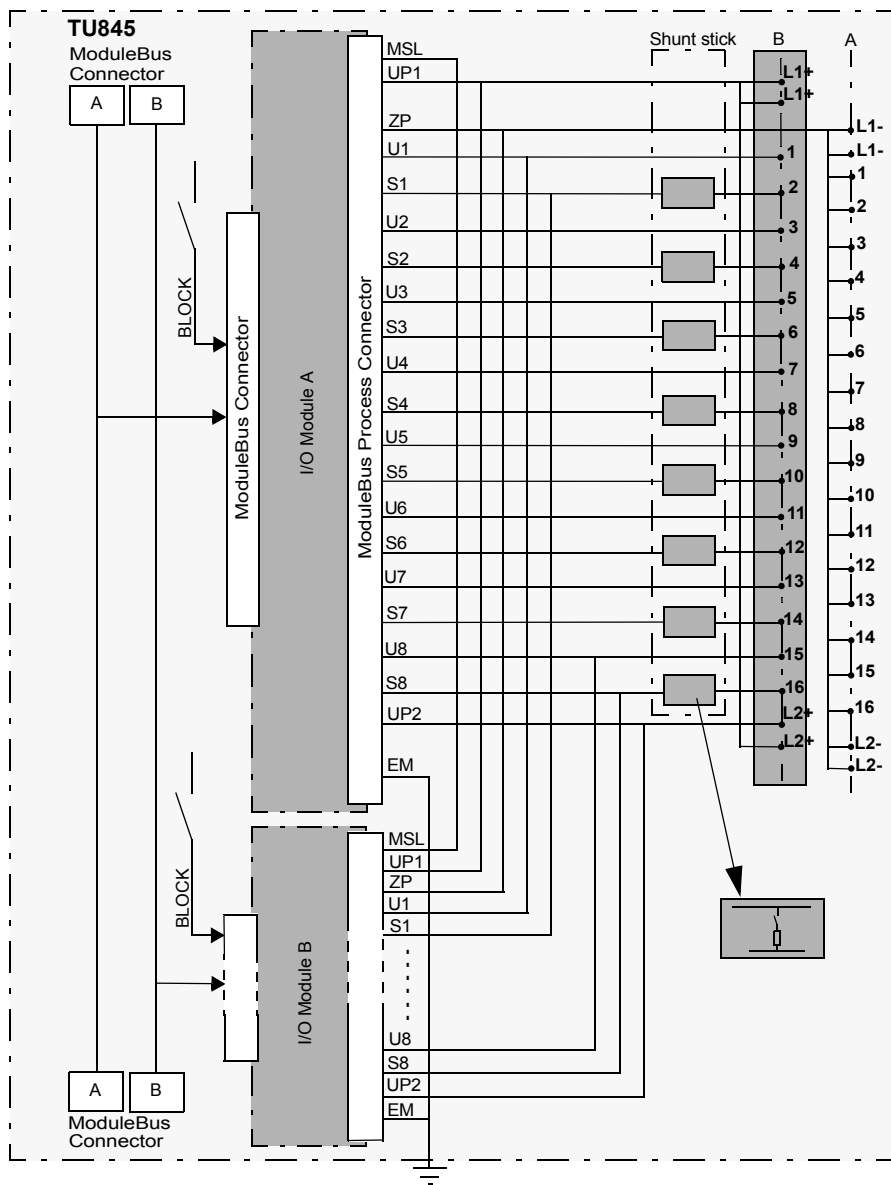 TU845
ModuleBus
Connector
A
B
BLOCK
ModuleBus Connector
I/O Module A
ModuleBus Process Connector
MSL
UP1
ZP
U1
S1
U2
S2
U3
S3
U4
S4
U5
S5
U6
S6
U7
S7
U8
S8
UP2
EM
Shunt stick
B
L1+
L1+
1
2
3
4
5
6
7
8
9
10
11
12
13
14
15
16
L2+
L2+
A
L1-
L1-
1
2
3
4
5
6
7
8
9
10
11
12
13
14
15
16
L2-
L2-
BLOCK
I/O Module B
MSL
UP1
ZP
U1
S1
U8
S8
UP2
EM
A
B
ModuleBus
Connector